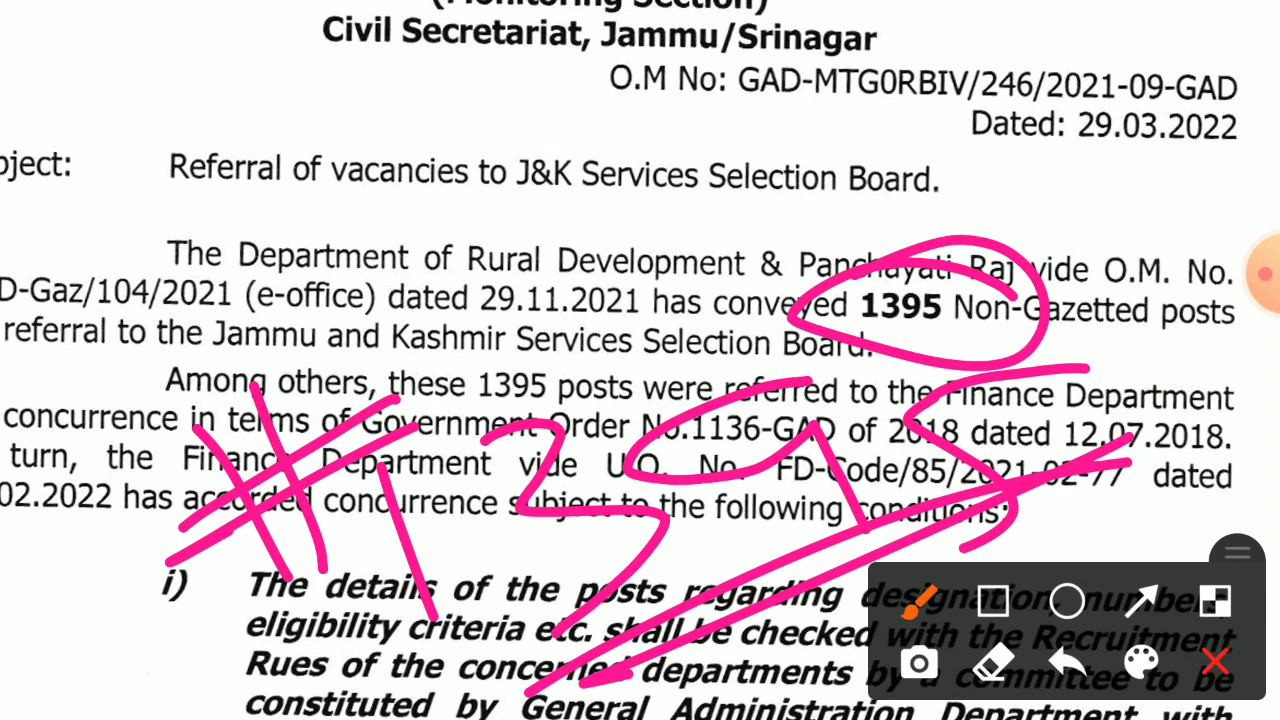 (Monitoring Section)
Civil Secretariat, Jammu/Srinagar
O.M No: GAD-MTG0RBIV/246/2021-09-GAD
Dated: 29.03.2022
bject: Referral of vacancies to J&K Services Selection Board.
The Department of Rural Development & Panchayati Raj vide O.M. No.
D-Gaz/104/2021 (e-office) dated 29.11.2021 has conveyed 1395 Non-Gazetted posts
referral to the Jammu and Kashmir Services Selection Board.
Among others, these 1395 posts were referred to the Finance Department
concurrence in terms of Government Order No.1136-GAD of 2018 dated 12.07.2018.
turn, the Finance Department vide U.O. No. FD-Code/85/2021-02-77 dated
02.2022 has accorded concurrence subject to the following conditions:
#1395
i) The details of the posts regarding designation, number,
eligibility criteria etc. shall be checked with the Recruitment
Rues of the concerned departments by a committee to be
constituted by General Administration Department with